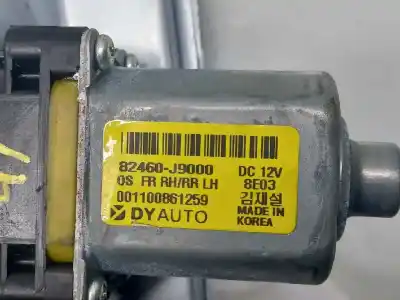 82460-J9000 DC 12V
OS FR RH/RR LH 8E03
001100861259 김재설
DYAUTO MADE IN
KOREA